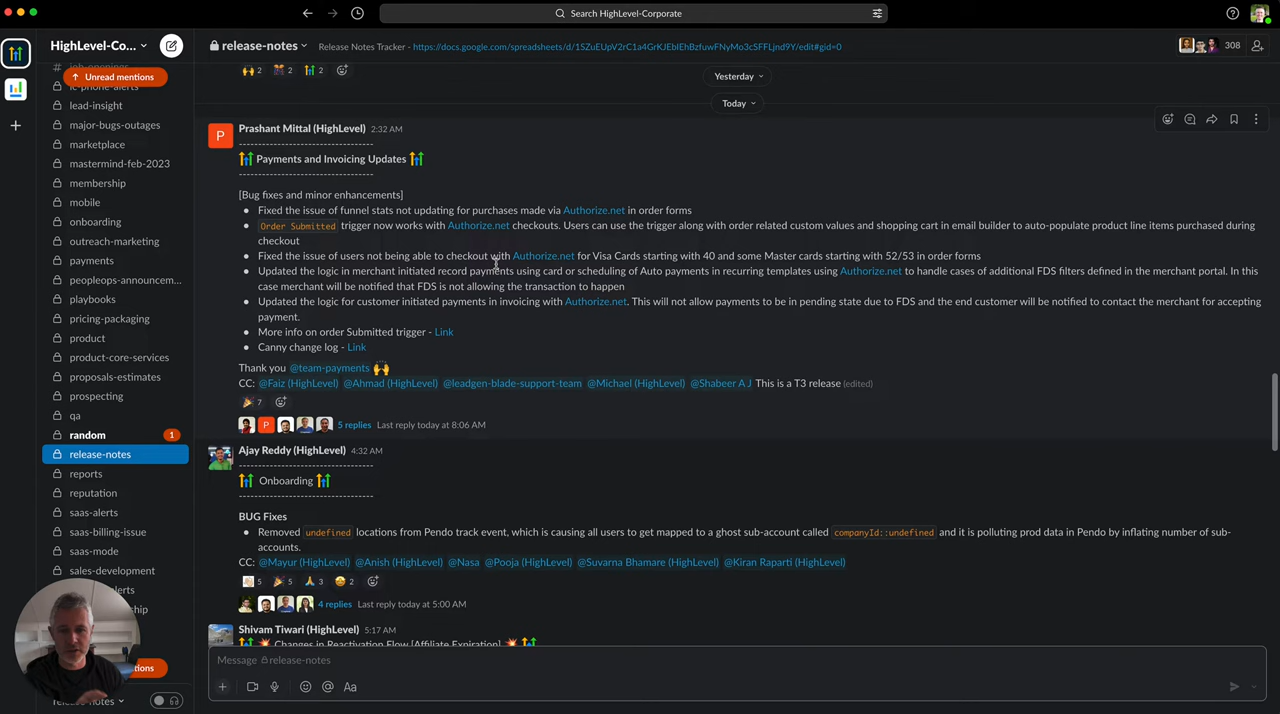 Search HighLevel-Corporate
HighLevel-Co...
release-notes
Release Notes Tracker - https://docs.google.com/spreadsheets/d/1SZuEUpV2rC1a4GrKJEbIEhBzfuwFNyMo3cSFFLjnd9Y/edit#gid=0
308
Unread mentions
lc-phone-alerts
lead-insight
major-bugs-outages
marketplace
mastermind-feb-2023
membership
mobile
onboarding
outreach-marketing
payments
peopleops-announcem...
playbooks
pricing-packaging
product
product-core-services
proposals-estimates
prospecting
qa
random 1
release-notes
reports
reputation
saas-alerts
saas-billing-issue
saas-mode
sales-development
release-notes
2 2 2
Yesterday
Today
P
Prashant Mittal (HighLevel) 2:32 AM
-----------------------------------
Payments and Invoicing Updates
-----------------------------------
[Bug fixes and minor enhancements]
• Fixed the issue of funnel stats not updating for purchases made via Authorize.net in order forms
• Order Submitted trigger now works with Authorize.net checkouts. Users can use the trigger along with order related custom values and shopping cart in email builder to auto-populate product line items purchased during
checkout
• Fixed the issue of users not being able to checkout with Authorize.net for Visa Cards starting with 40 and some Master cards starting with 52/53 in order forms
• Updated the logic in merchant initiated record payments using card or scheduling of Auto payments in recurring templates using Authorize.net to handle cases of additional FDS filters defined in the merchant portal. In this
case merchant will be notified that FDS is not allowing the transaction to happen
• Updated the logic for customer initiated payments in invoicing with Authorize.net. This will not allow payments to be in pending state due to FDS and the end customer will be notified to contact the merchant for accepting
payment.
• More info on order Submitted trigger - Link
• Canny change log - Link
Thank you @team-payments
CC: @Faiz (HighLevel) @Ahmad (HighLevel) @leadgen-blade-support-team @Michael (HighLevel) @Shabeer A J This is a T3 release (edited)
7
P 5 replies Last reply today at 8:06 AM
Ajay Reddy (HighLevel) 4:32 AM
-----------------------------------
Onboarding
-----------------------------------
BUG Fixes
• Removed undefined locations from Pendo track event, which is causing all users to get mapped to a ghost sub-account called companyId::undefined and it is polluting prod data in Pendo by inflating number of sub-
accounts.
CC: @Mayur (HighLevel) @Anish (HighLevel) @Nasa @Pooja (HighLevel) @Suvarna Bhamare (HighLevel) @Kiran Raparti (HighLevel)
5 5 3 2
4 replies Last reply today at 5:00 AM
Shivam Tiwari (HighLevel) 5:17 AM
Changes in Reactivation Flow [Affiliate Expiration]
Message release-notes
Aa